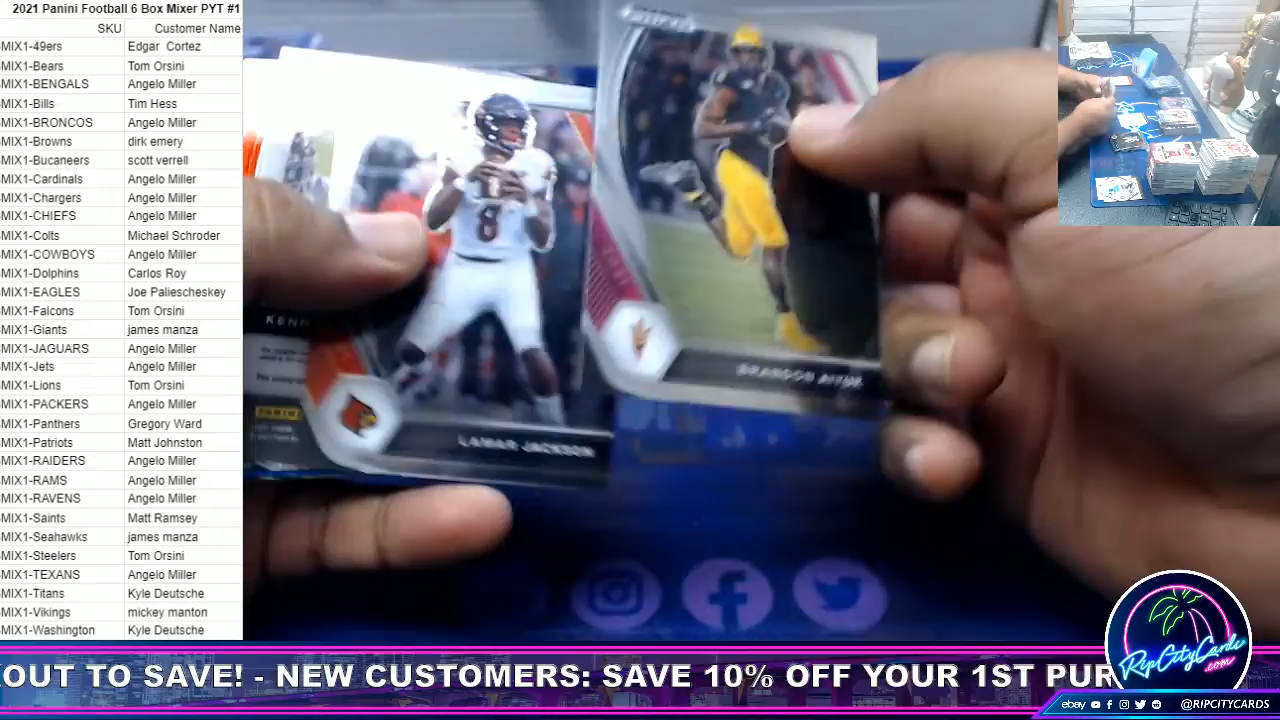 2021 Panini Football 6 Box Mixer PYT #1
SKU Customer Name
MIX1-49ers Edgar Cortez
MIX1-Bears Tom Orsini
MIX1-BENGALS Angelo Miller
MIX1-Bills Tim Hess
MIX1-BRONCOS Angelo Miller
MIX1-Browns dirk emery
MIX1-Bucaneers scott verrell
MIX1-Cardinals Angelo Miller
MIX1-Chargers Angelo Miller
MIX1-CHIEFS Angelo Miller
MIX1-Colts Michael Schroder
MIX1-COWBOYS Angelo Miller
MIX1-Dolphins Carlos Roy
MIX1-EAGLES Joe Paliescheskey
MIX1-Falcons Tom Orsini
MIX1-Giants james manza
MIX1-JAGUARS Angelo Miller
MIX1-Jets Angelo Miller
MIX1-Lions Tom Orsini
MIX1-PACKERS Angelo Miller
MIX1-Panthers Gregory Ward
MIX1-Patriots Matt Johnston
MIX1-RAIDERS Angelo Miller
MIX1-RAMS Angelo Miller
MIX1-RAVENS Angelo Miller
MIX1-Saints Matt Ramsey
MIX1-Seahawks james manza
MIX1-Steelers Tom Orsini
MIX1-TEXANS Angelo Miller
MIX1-Titans Kyle Deutsche
MIX1-Vikings mickey manton
MIX1-Washington Kyle Deutsche
BRANDON AIYUK
8
KENN
LAMAR JACKSON
PANINI
OUT TO SAVE! - NEW CUSTOMERS: SAVE 10% OFF YOUR 1ST PUR
RipCityCards
.com
ebay @RIPCITYCARDS